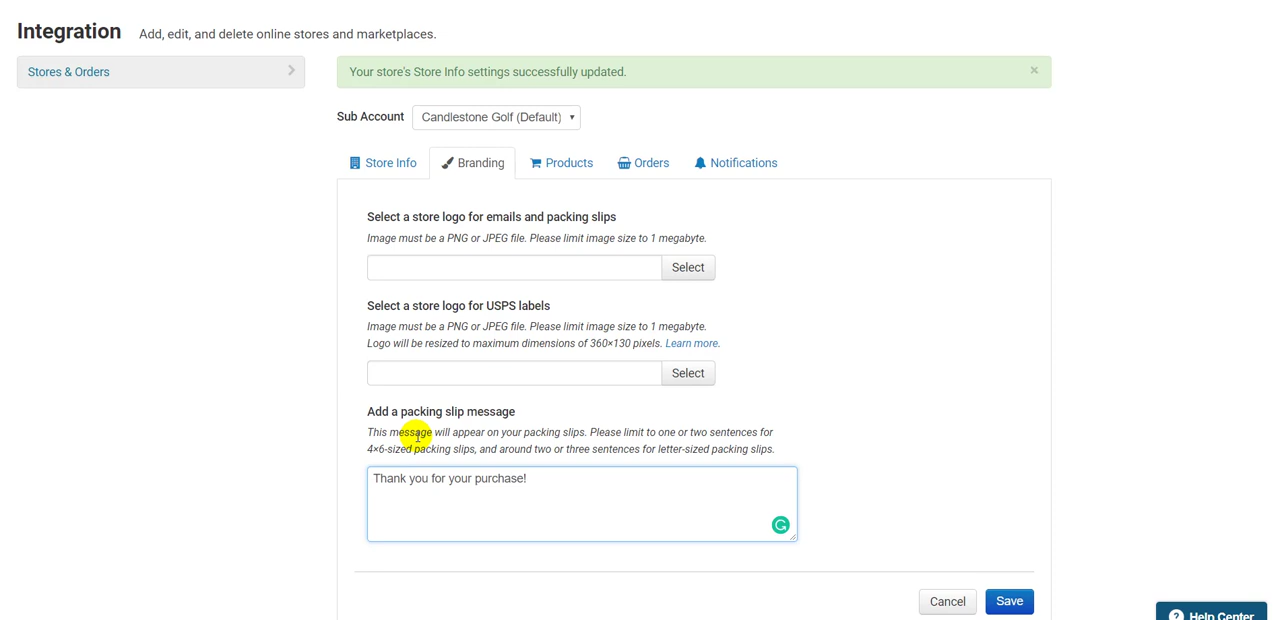 Integration Add, edit, and delete online stores and marketplaces.
Stores & Orders
Your store's Store Info settings successfully updated. ×
Sub Account Candlestone Golf (Default)
Store Info Branding Products Orders Notifications
Select a store logo for emails and packing slips
Image must be a PNG or JPEG file. Please limit image size to 1 megabyte.
Select
Select a store logo for USPS labels
Image must be a PNG or JPEG file. Please limit image size to 1 megabyte.
Logo will be resized to maximum dimensions of 360×130 pixels. Learn more.
Select
Add a packing slip message
This message will appear on your packing slips. Please limit to one or two sentences for
4×6-sized packing slips, and around two or three sentences for letter-sized packing slips.
Thank you for your purchase!
Cancel Save
? Help Center